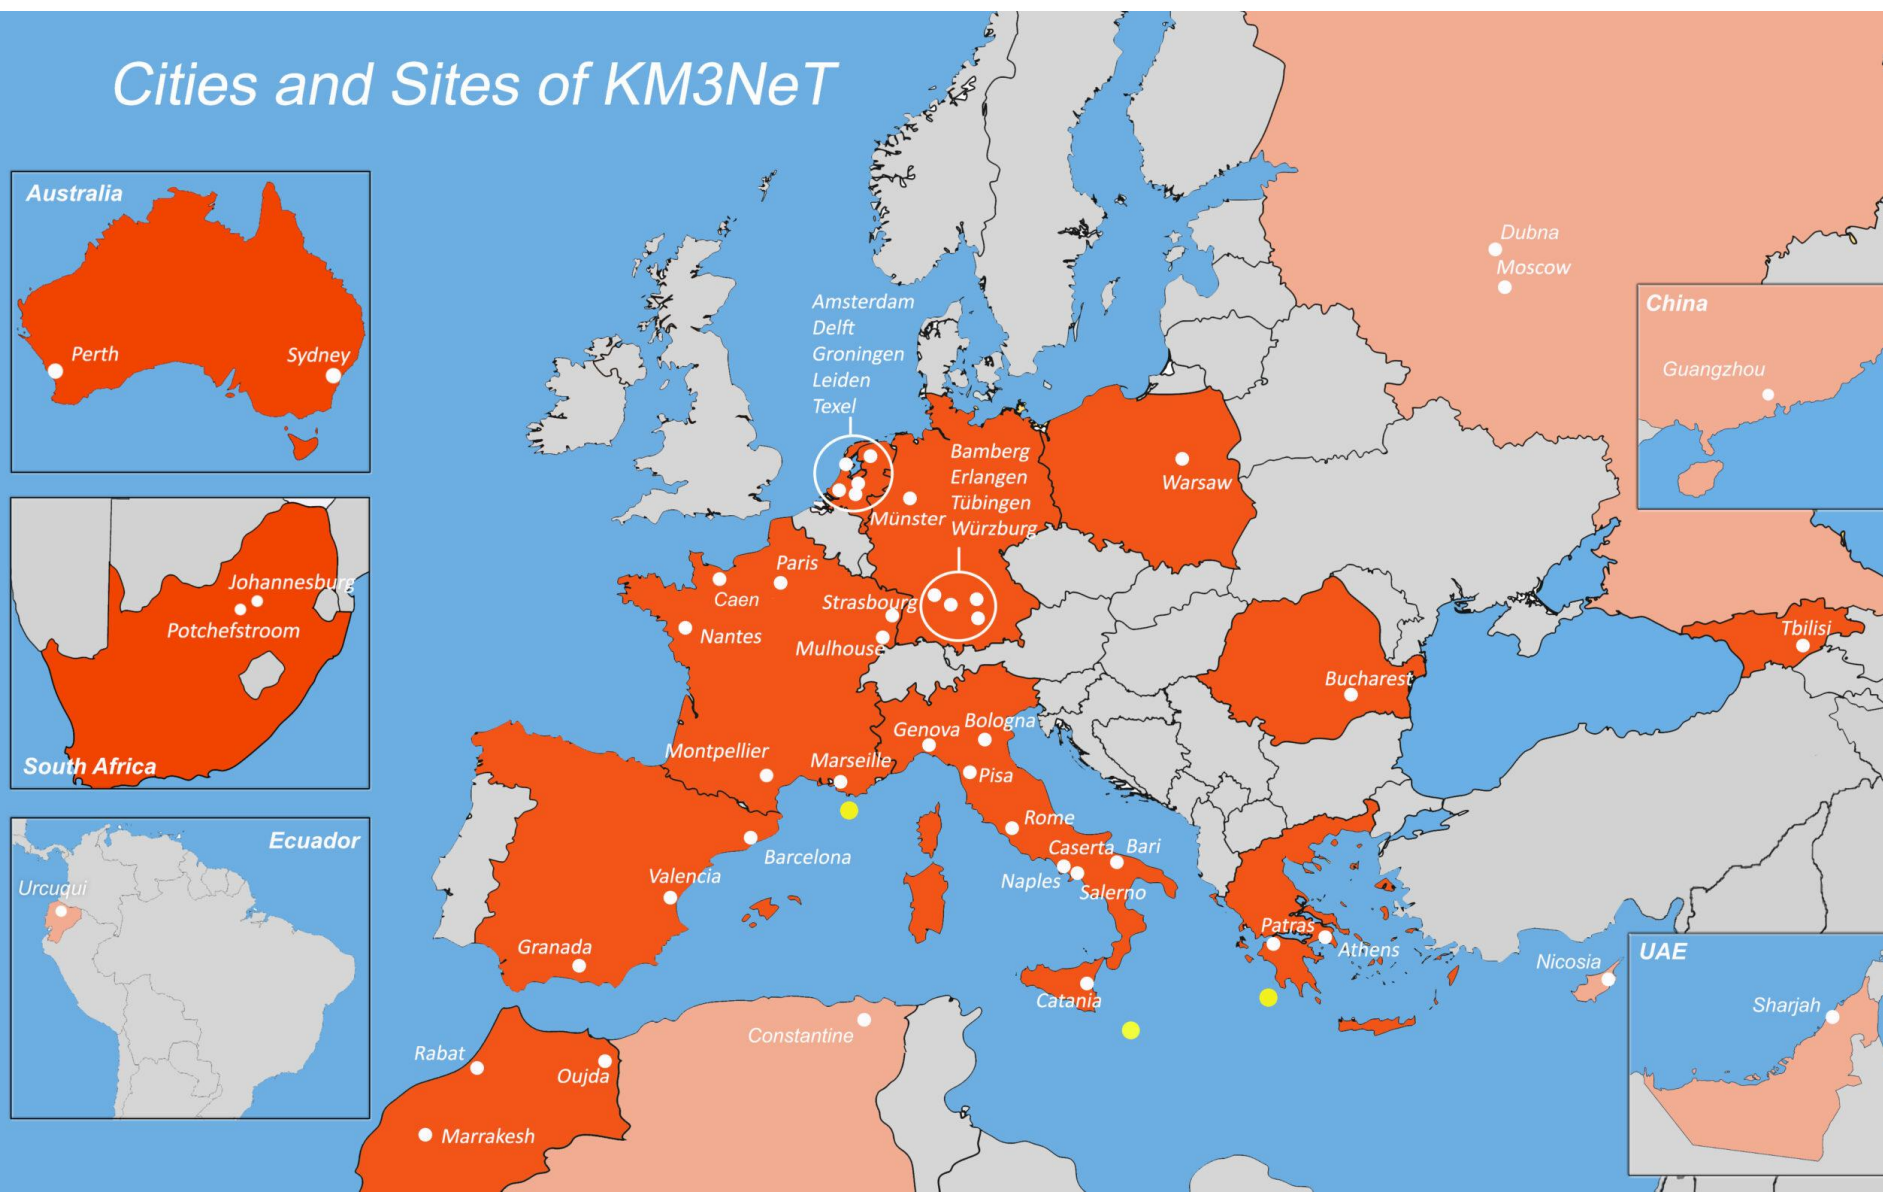 Cities and Sites of KM3NeT
Australia
Perth
Sydney
South Africa
Johannesburg
Potchefstroom
Ecuador
Urcuqui
Amsterdam
Delft
Groningen
Leiden
Texel
Bamberg
Erlangen
Tübingen
Würzburg
Münster
Warsaw
Dubna
Moscow
China
Guangzhou
Paris
Caen
Strasbourg
Nantes
Mulhouse
Tbilisi
Bucharest
Montpellier
Marseille
Genova
Bologna
Pisa
Rome
Caserta
Bari
Naples
Salerno
Barcelona
Valencia
Granada
Catania
Patras
Athens
Nicosia
UAE
Sharjah
Constantine
Rabat
Oujda
Marrakesh